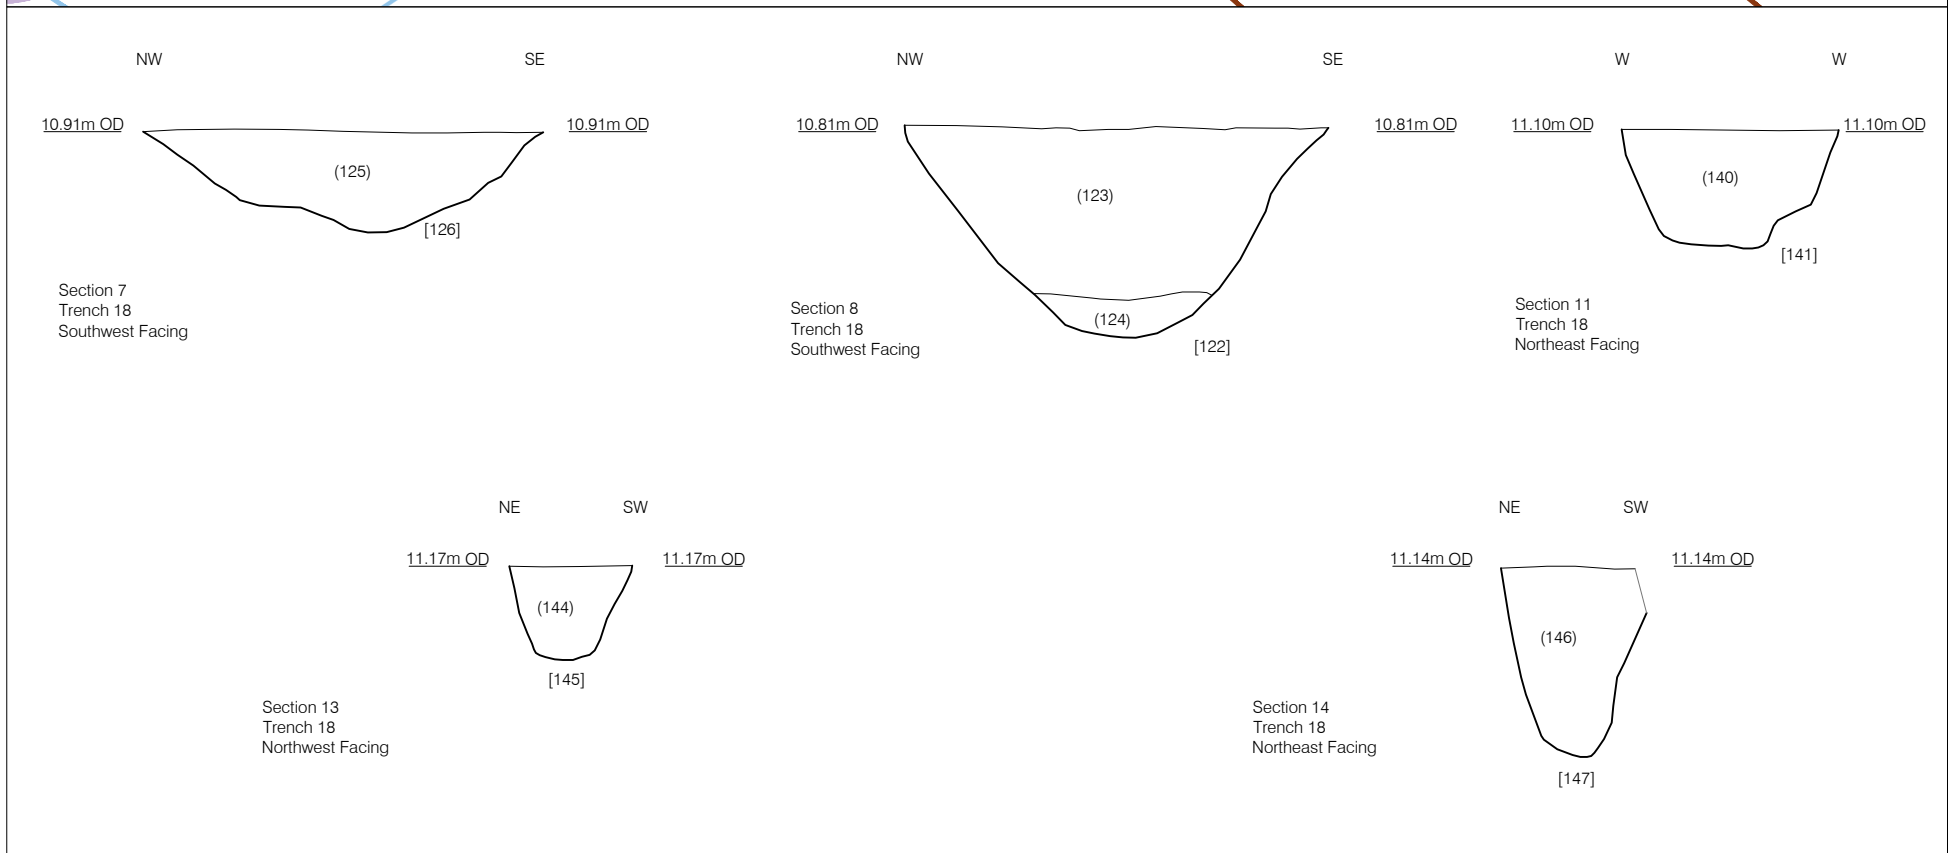 NW SE
10.91m OD 10.91m OD
(125)
[126]
Section 7
Trench 18
Southwest Facing
NW SE
10.81m OD 10.81m OD
(123)
(124)
[122]
Section 8
Trench 18
Southwest Facing
W W
11.10m OD 11.10m OD
(140)
[141]
Section 11
Trench 18
Northeast Facing
NE SW
11.17m OD 11.17m OD
(144)
[145]
Section 13
Trench 18
Northwest Facing
NE SW
11.14m OD 11.14m OD
(146)
[147]
Section 14
Trench 18
Northeast Facing